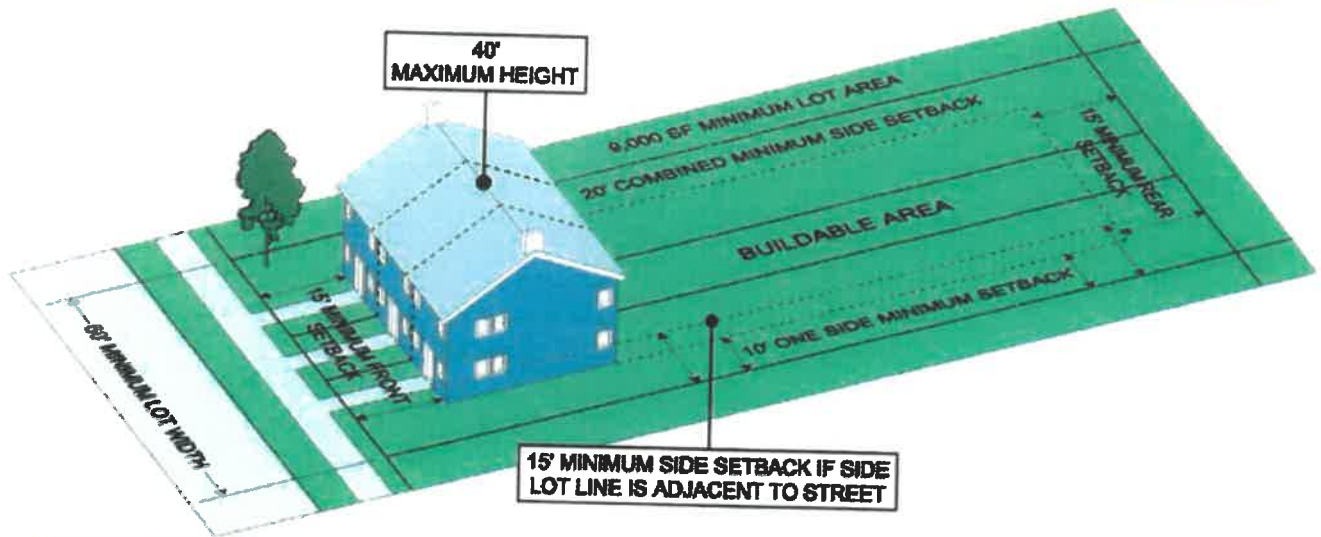 40'
MAXIMUM HEIGHT
9,000 SF MINIMUM LOT AREA
20' COMBINED MINIMUM SIDE SETBACK
15' MINIMUM REAR
SETBACK
BUILDABLE AREA
10' ONE SIDE MINIMUM SETBACK
15' MINIMUM FRONT
SETBACK
60' MINIMUM LOT WIDTH
15' MINIMUM SIDE SETBACK IF SIDE
LOT LINE IS ADJACENT TO STREET